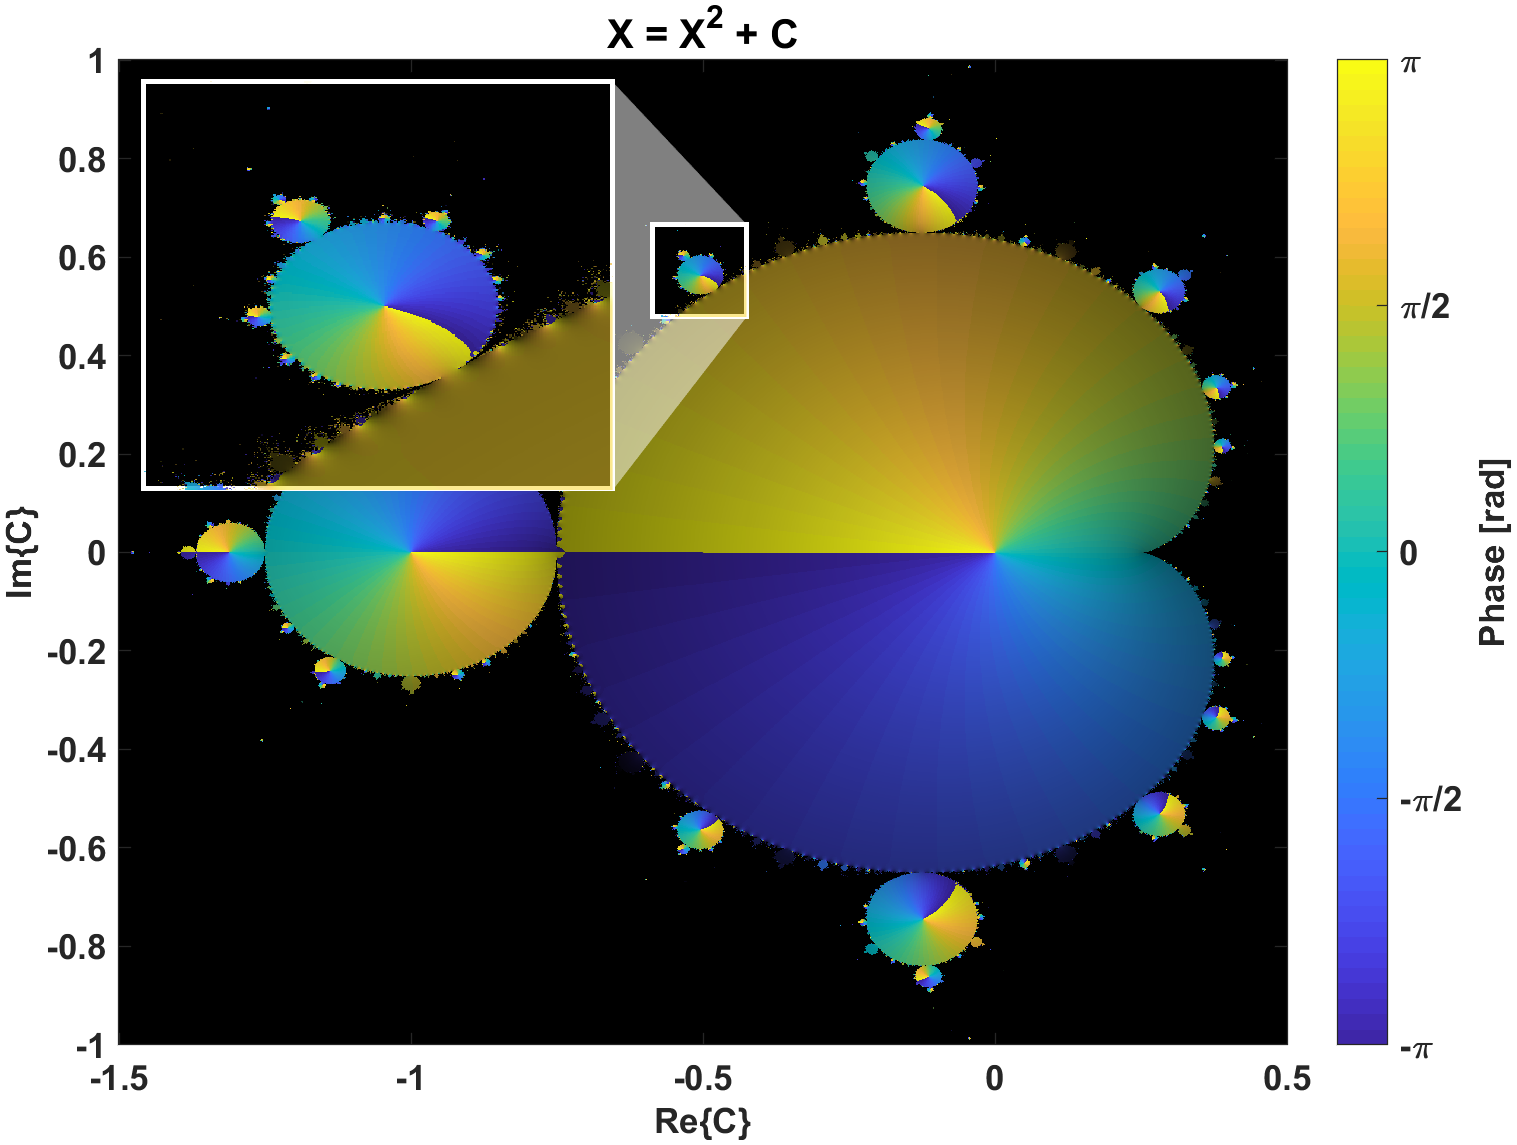 X = X² + C
1
0.8
0.6
0.4
0.2
0
-0.2
-0.4
-0.6
-0.8
-1
Im{C}
-1.5 -1 -0.5 0 0.5
Re{C}
π
π/2
0
-π/2
-π
Phase [rad]